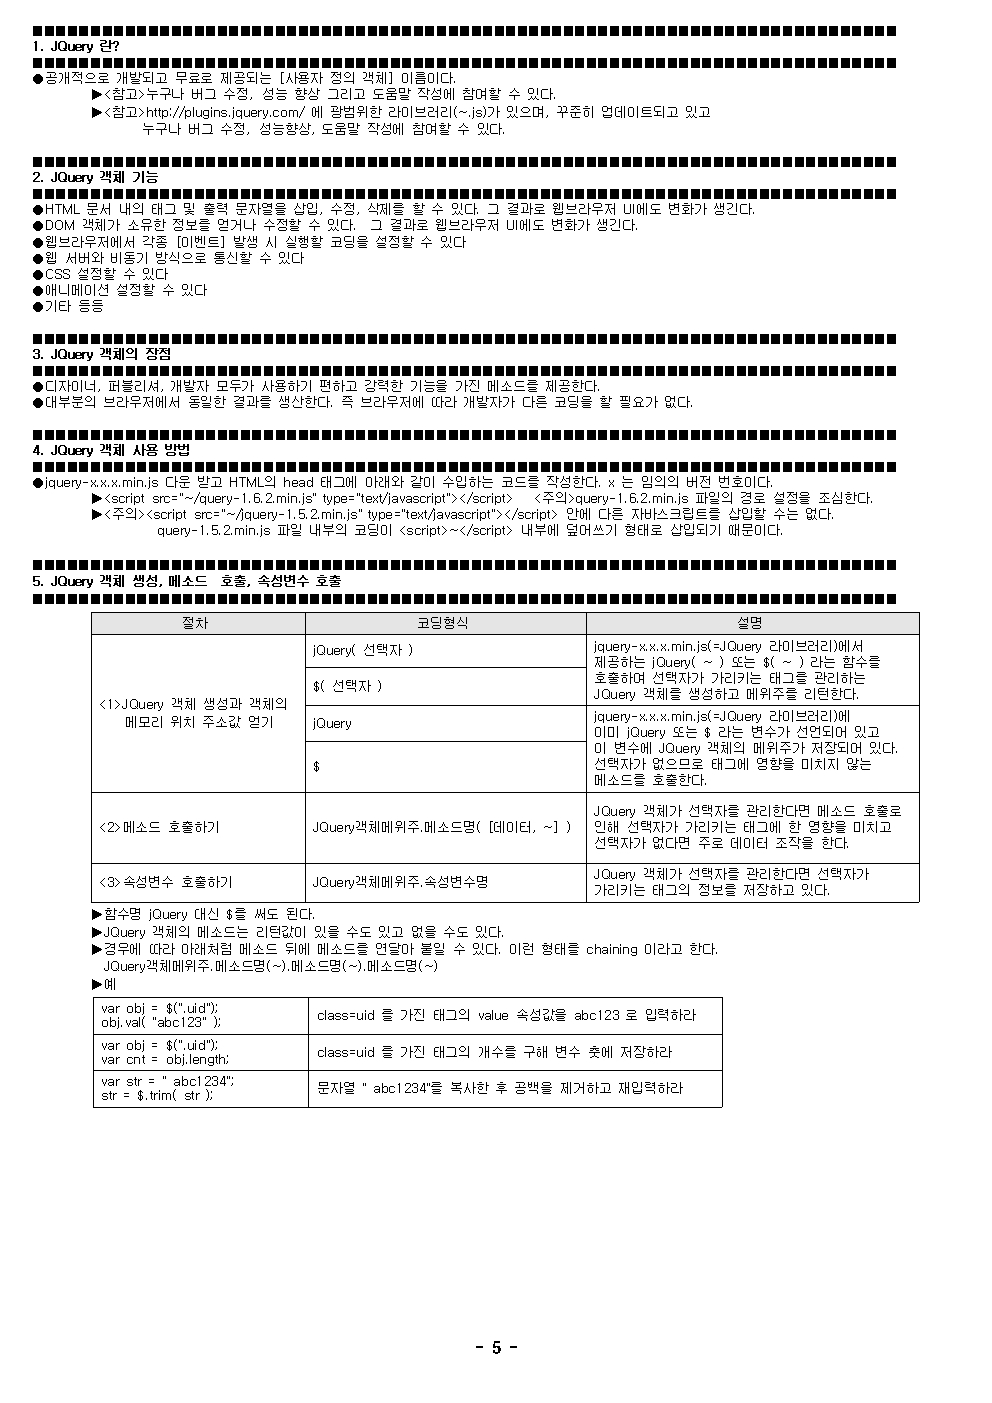 ■■■■■■■■■■■■■■■■■■■■■■■■■■■■■■■■■■■■■■■■■■■■■■■■■■■■■■■■■■■■■■■■■■■■■■■■■■■
1. JQuery 란?
■■■■■■■■■■■■■■■■■■■■■■■■■■■■■■■■■■■■■■■■■■■■■■■■■■■■■■■■■■■■■■■■■■■■■■■■■■■
●공개적으로 개발되고 무료로 제공되는 [사용자 정의 객체] 이름이다.
▶<참고>누구나 버그 수정, 성능 향상 그리고 도움말 작성에 참여할 수 있다.
▶<참고>http://plugins.jquery.com/ 에 광범위한 라이브러리(~.js)가 있으며, 꾸준히 업데이트되고 있고
누구나 버그 수정, 성능향상, 도움말 작성에 참여할 수 있다.
■■■■■■■■■■■■■■■■■■■■■■■■■■■■■■■■■■■■■■■■■■■■■■■■■■■■■■■■■■■■■■■■■■■■■■■■■■■
2. JQuery 객체 기능
■■■■■■■■■■■■■■■■■■■■■■■■■■■■■■■■■■■■■■■■■■■■■■■■■■■■■■■■■■■■■■■■■■■■■■■■■■■
●HTML 문서 내의 태그 및 출력 문자열을 삽입, 수정, 삭제를 할 수 있다. 그 결과로 웹브라우저 UI에도 변화가 생긴다.
●DOM 객체가 소유한 정보를 얻거나 수정할 수 있다. 그 결과로 웹브라우저 UI에도 변화가 생긴다.
●웹브라우저에서 각종 [이벤트] 발생 시 실행할 코딩을 설정할 수 있다
●웹 서버와 비동기 방식으로 통신할 수 있다
●CSS 설정할 수 있다
●애니메이션 설정할 수 있다
●기타 등등
■■■■■■■■■■■■■■■■■■■■■■■■■■■■■■■■■■■■■■■■■■■■■■■■■■■■■■■■■■■■■■■■■■■■■■■■■■■
3. JQuery 객체의 장점
■■■■■■■■■■■■■■■■■■■■■■■■■■■■■■■■■■■■■■■■■■■■■■■■■■■■■■■■■■■■■■■■■■■■■■■■■■■
●디자이너, 퍼블리셔, 개발자 모두가 사용하기 편하고 강력한 기능을 가진 메소드를 제공한다.
●대부분의 브라우저에서 동일한 결과를 생산한다. 즉 브라우저에 따라 개발자가 다른 코딩을 할 필요가 없다.
■■■■■■■■■■■■■■■■■■■■■■■■■■■■■■■■■■■■■■■■■■■■■■■■■■■■■■■■■■■■■■■■■■■■■■■■■■■
4. JQuery 객체 사용 방법
■■■■■■■■■■■■■■■■■■■■■■■■■■■■■■■■■■■■■■■■■■■■■■■■■■■■■■■■■■■■■■■■■■■■■■■■■■■
●jquery-x.x.x.min.js 다운 받고 HTML의 head 태그에 아래와 같이 수입하는 코드를 작성한다. x 는 임의의 버전 번호이다.
▶<script src="~/query-1.6.2.min.js" type="text/javascript"></script> <주의>query-1.6.2.min.js 파일의 경로 설정을 조심한다.
▶<주의><script src="~/jquery-1.5.2.min.js" type="text/javascript"></script> 안에 다른 자바스크립트를 삽입할 수는 없다.
query-1.5.2.min.js 파일 내부의 코딩이 <script>~</script> 내부에 덮어쓰기 형태로 삽입되기 때문이다.
■■■■■■■■■■■■■■■■■■■■■■■■■■■■■■■■■■■■■■■■■■■■■■■■■■■■■■■■■■■■■■■■■■■■■■■■■■■
5. JQuery 객체 생성, 메소드 호출, 속성변수 호출
■■■■■■■■■■■■■■■■■■■■■■■■■■■■■■■■■■■■■■■■■■■■■■■■■■■■■■■■■■■■■■■■■■■■■■■■■■■
절차 코딩형식 설명
<1>JQuery 객체 생성과 객체의
메모리 위치 주소값 얻기
jQuery( 선택자 )
$( 선택자 )
jquery-x.x.x.min.js(=JQuery 라이브러리)에서
제공하는 jQuery( ~ ) 또는 $( ~ ) 라는 함수를
호출하여 선택자가 가리키는 태그를 관리하는
JQuery 객체를 생성하고 메위주를 리턴한다.
jQuery
$
jquery-x.x.x.min.js(=JQuery 라이브러리)에
이미 jQuery 또는 $ 라는 변수가 선언되어 있고
이 변수에 JQuery 객체의 메위주가 저장되어 있다.
선택자가 없으므로 태그에 영향을 미치지 않는
메소드를 호출한다.
<2>메소드 호출하기
JQuery객체메위주.메소드명( [데이터, ~] )
JQuery 객체가 선택자를 관리한다면 메소드 호출로
인해 선택자가 가리키는 태그에 한 영향을 미치고
선택자가 없다면 주로 데이터 조작을 한다.
<3>속성변수 호출하기
JQuery객체메위주.속성변수명
JQuery 객체가 선택자를 관리한다면 선택자가
가리키는 태그의 정보를 저장하고 있다.
▶함수명 jQuery 대신 $를 써도 된다.
▶JQuery 객체의 메소드는 리턴값이 있을 수도 있고 없을 수도 있다.
▶경우에 따라 아래처럼 메소드 뒤에 메소드를 연달아 붙일 수 있다. 이런 형태를 chaining 이라고 한다.
JQuery객체메위주.메소드명(~).메소드명(~).메소드명(~)
▶예
var obj = $(".uid");
obj.val( "abc123" );
class=uid 를 가진 태그의 value 속성값을 abc123 로 입력하라
var obj = $(".uid");
var cnt = obj.length;
class=uid 를 가진 태그의 개수를 구해 변수 춋에 저장하라
var str = " abc1234";
str = $.trim( str );
문자열 " abc1234"를 복사한 후 공백을 제거하고 재입력하라
- 5 -